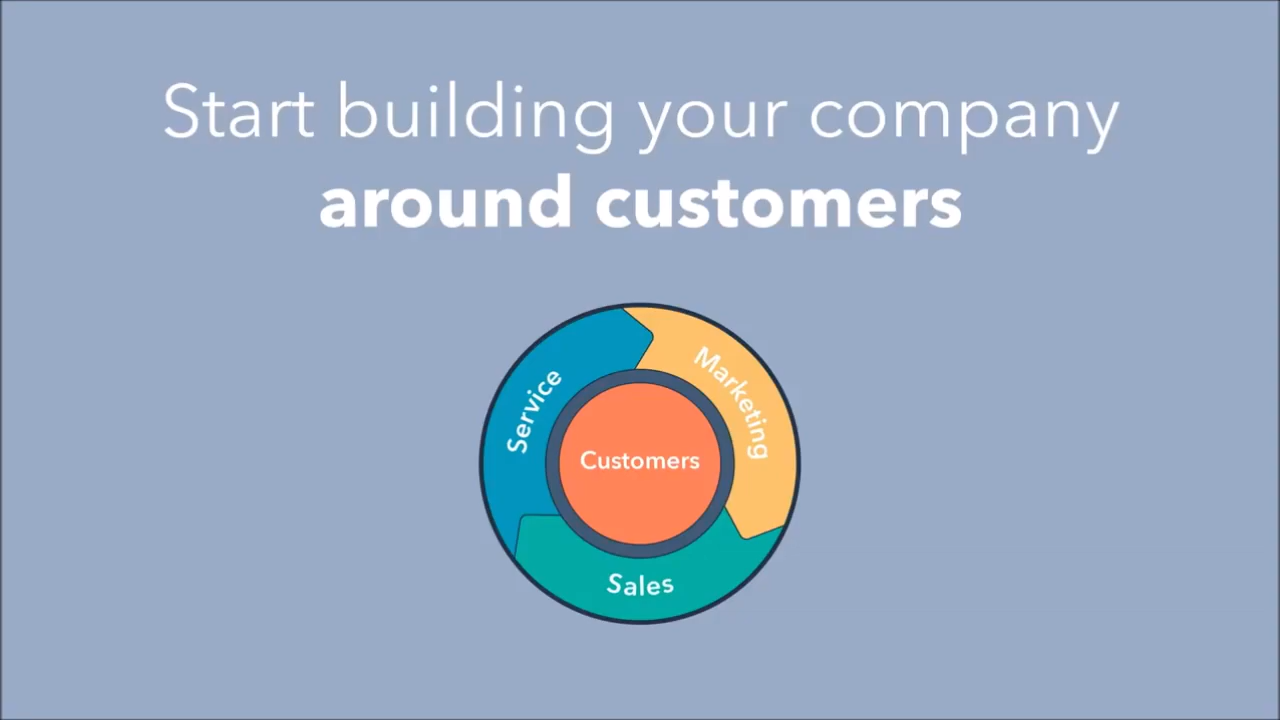 Start building your company
around customers
Marketing
Service
Customers
Sales